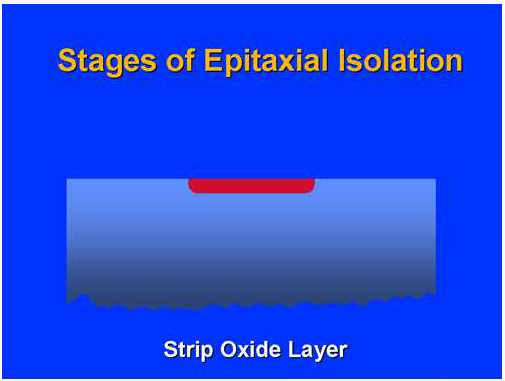 Stages of Epitaxial Isolation
Strip Oxide Layer